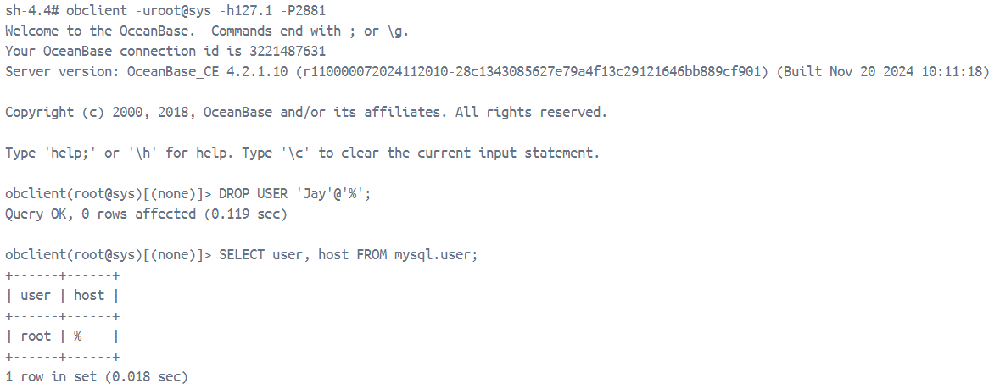 sh-4.4# obclient -uroot@sys -h127.1 -P2881
Welcome to the OceanBase.  Commands end with ; or \g.
Your OceanBase connection id is 3221487631
Server version: OceanBase_CE 4.2.1.10 (r110000072024112010-28c1343085627e79a4f13c29121646bb889cf901) (Built Nov 20 2024 10:11:18)

Copyright (c) 2000, 2018, OceanBase and/or its affiliates. All rights reserved.

Type 'help;' or '\h' for help. Type '\c' to clear the current input statement.

obclient(root@sys)[(none)]> DROP USER 'Jay'@'%';
Query OK, 0 rows affected (0.119 sec)

obclient(root@sys)[(none)]> SELECT user, host FROM mysql.user;
+------+------+
| user | host |
+------+------+
| root | %    |
+------+------+
1 row in set (0.018 sec)